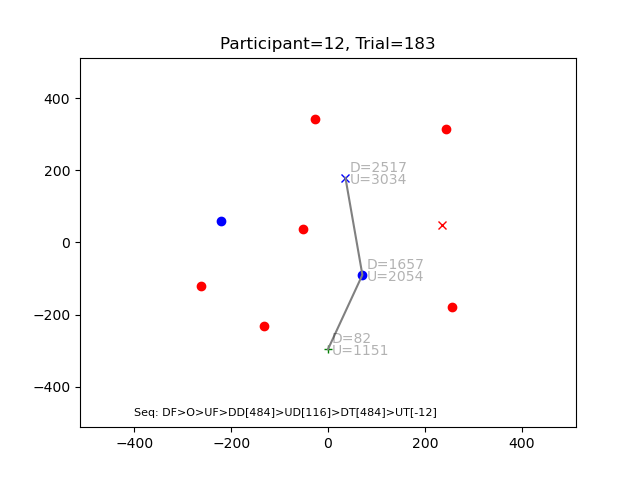 Participant=12, Trial=183
400
200
0
−200
−400
D=2517
U=3034
D=1657
U=2054
D=82
U=1151
Seq: DF>O>UF>DD[484]>UD[116]>DT[484]>UT[-12]
−400
−200
0
200
400